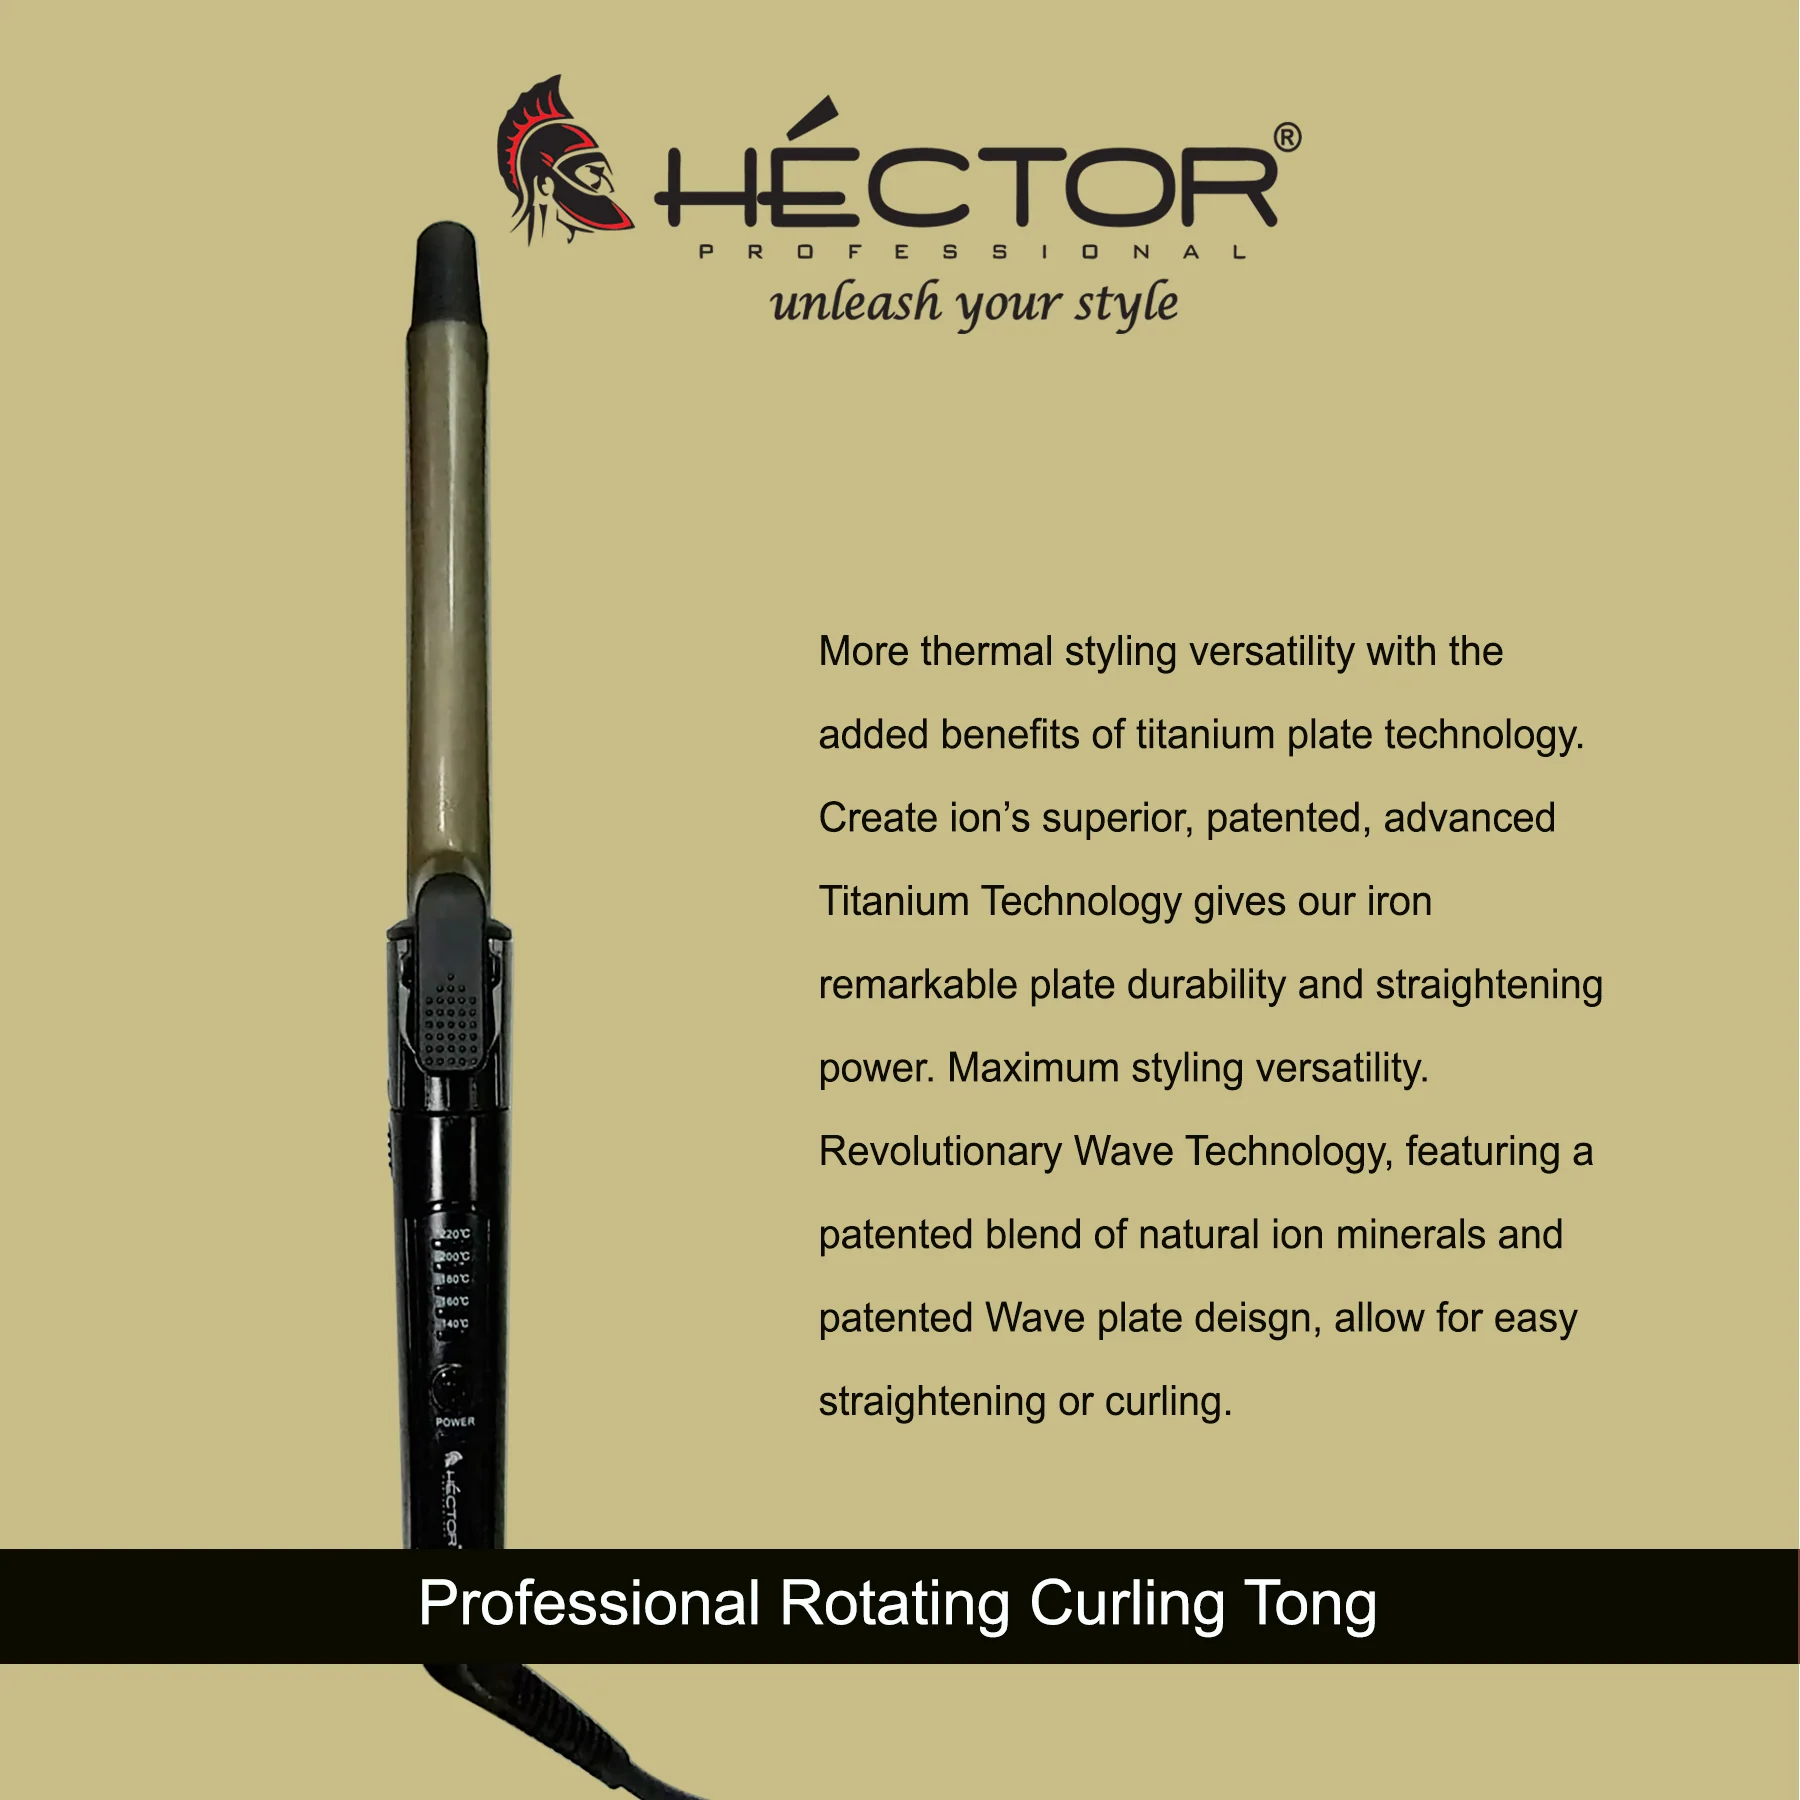 HÉCTOR®
PROFESSIONAL
unleash your style
More thermal styling versatility with the
added benefits of titanium plate technology.
Create ion’s superior, patented, advanced
Titanium Technology gives our iron
remarkable plate durability and straightening
power. Maximum styling versatility.
Revolutionary Wave Technology, featuring a
patented blend of natural ion minerals and
patented Wave plate deisgn, allow for easy
straightening or curling.
220℃
200℃
180℃
160℃
140℃
POWER
HÉCTOR
Professional Rotating Curling Tong